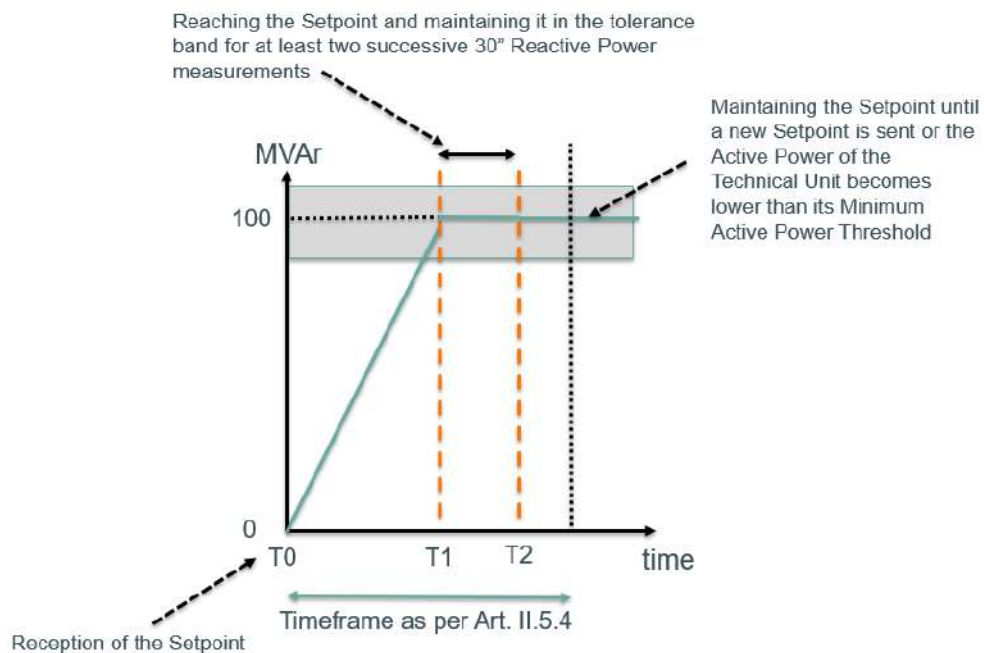 Reaching the Setpoint and maintaining it in the tolerance
band for at least two successive 30" Reactive Power
measurements
Maintaining the Setpoint until
a new Setpoint is sent or the
Active Power of the
Technical Unit becomes
lower than its Minimum
Active Power Threshold
MVAr
100
0
T0
T1
T2
time
Timeframe as per Art. II.5.4
Reception of the Setpoint